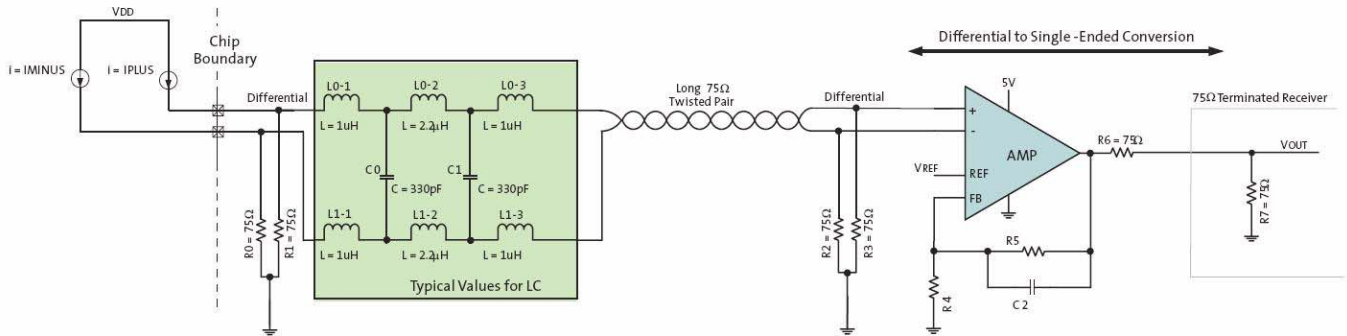 VDD
i = IMINUS
i = IPLUS
Chip
Boundary
Differential
L0-1
L = 1uH
L0-2
L = 2.2µH
L0-3
L = 1uH
C0
C1
C = 330pF
C = 330pF
L1-1
L = 1uH
L1-2
L = 2.2µH
L1-3
L = 1uH
R0 = 75Ω
R1 = 75Ω
Typical Values for LC
Long 75Ω
Twisted Pair
Differential
R2 = 75Ω
R3 = 75Ω
Differential to Single -Ended Conversion
5V
+
-
AMP
VREF
REF
FB
R4
R5
C2
R6 = 75Ω
75Ω Terminated Receiver
VOUT
R7 = 75Ω